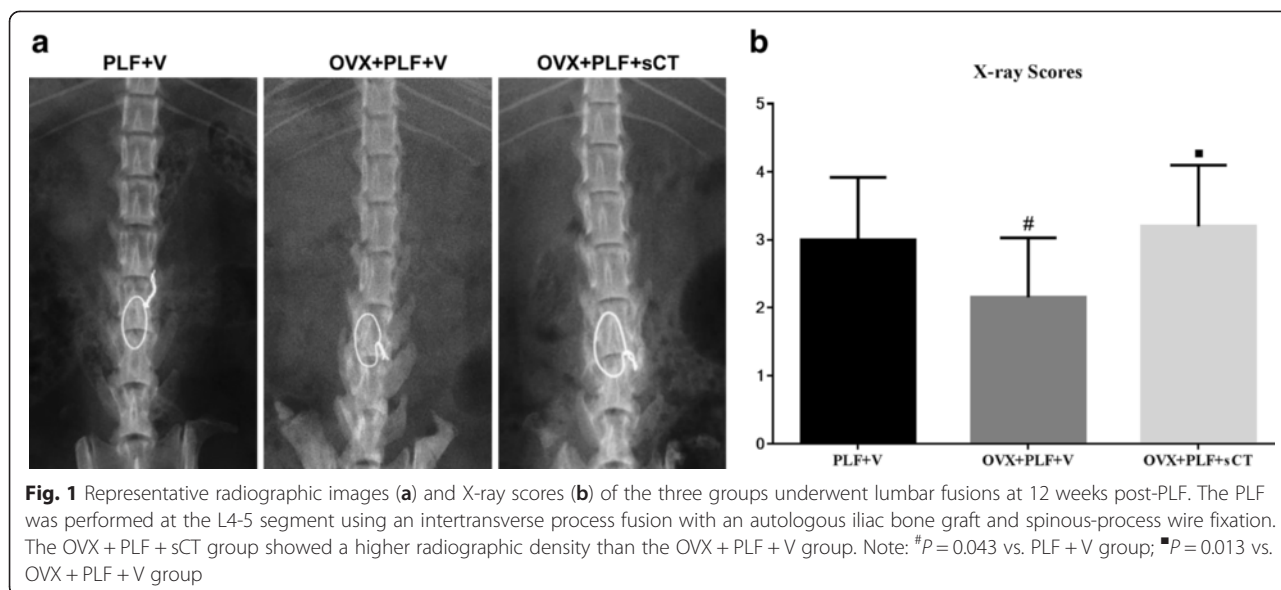 a
PLF+V OVX+PLF+V OVX+PLF+sCT
b
X-ray Scores
5
4
3
2
1
0
#
■
PLF+V OVX+PLF+V OVX+PLF+sCT
Fig. 1 Representative radiographic images (a) and X-ray scores (b) of the three groups underwent lumbar fusions at 12 weeks post-PLF. The PLF
was performed at the L4-5 segment using an intertransverse process fusion with an autologous iliac bone graft and spinous-process wire fixation.
The OVX + PLF + sCT group showed a higher radiographic density than the OVX + PLF + V group. Note: #P = 0.043 vs. PLF + V group; ■P = 0.013 vs.
OVX + PLF + V group